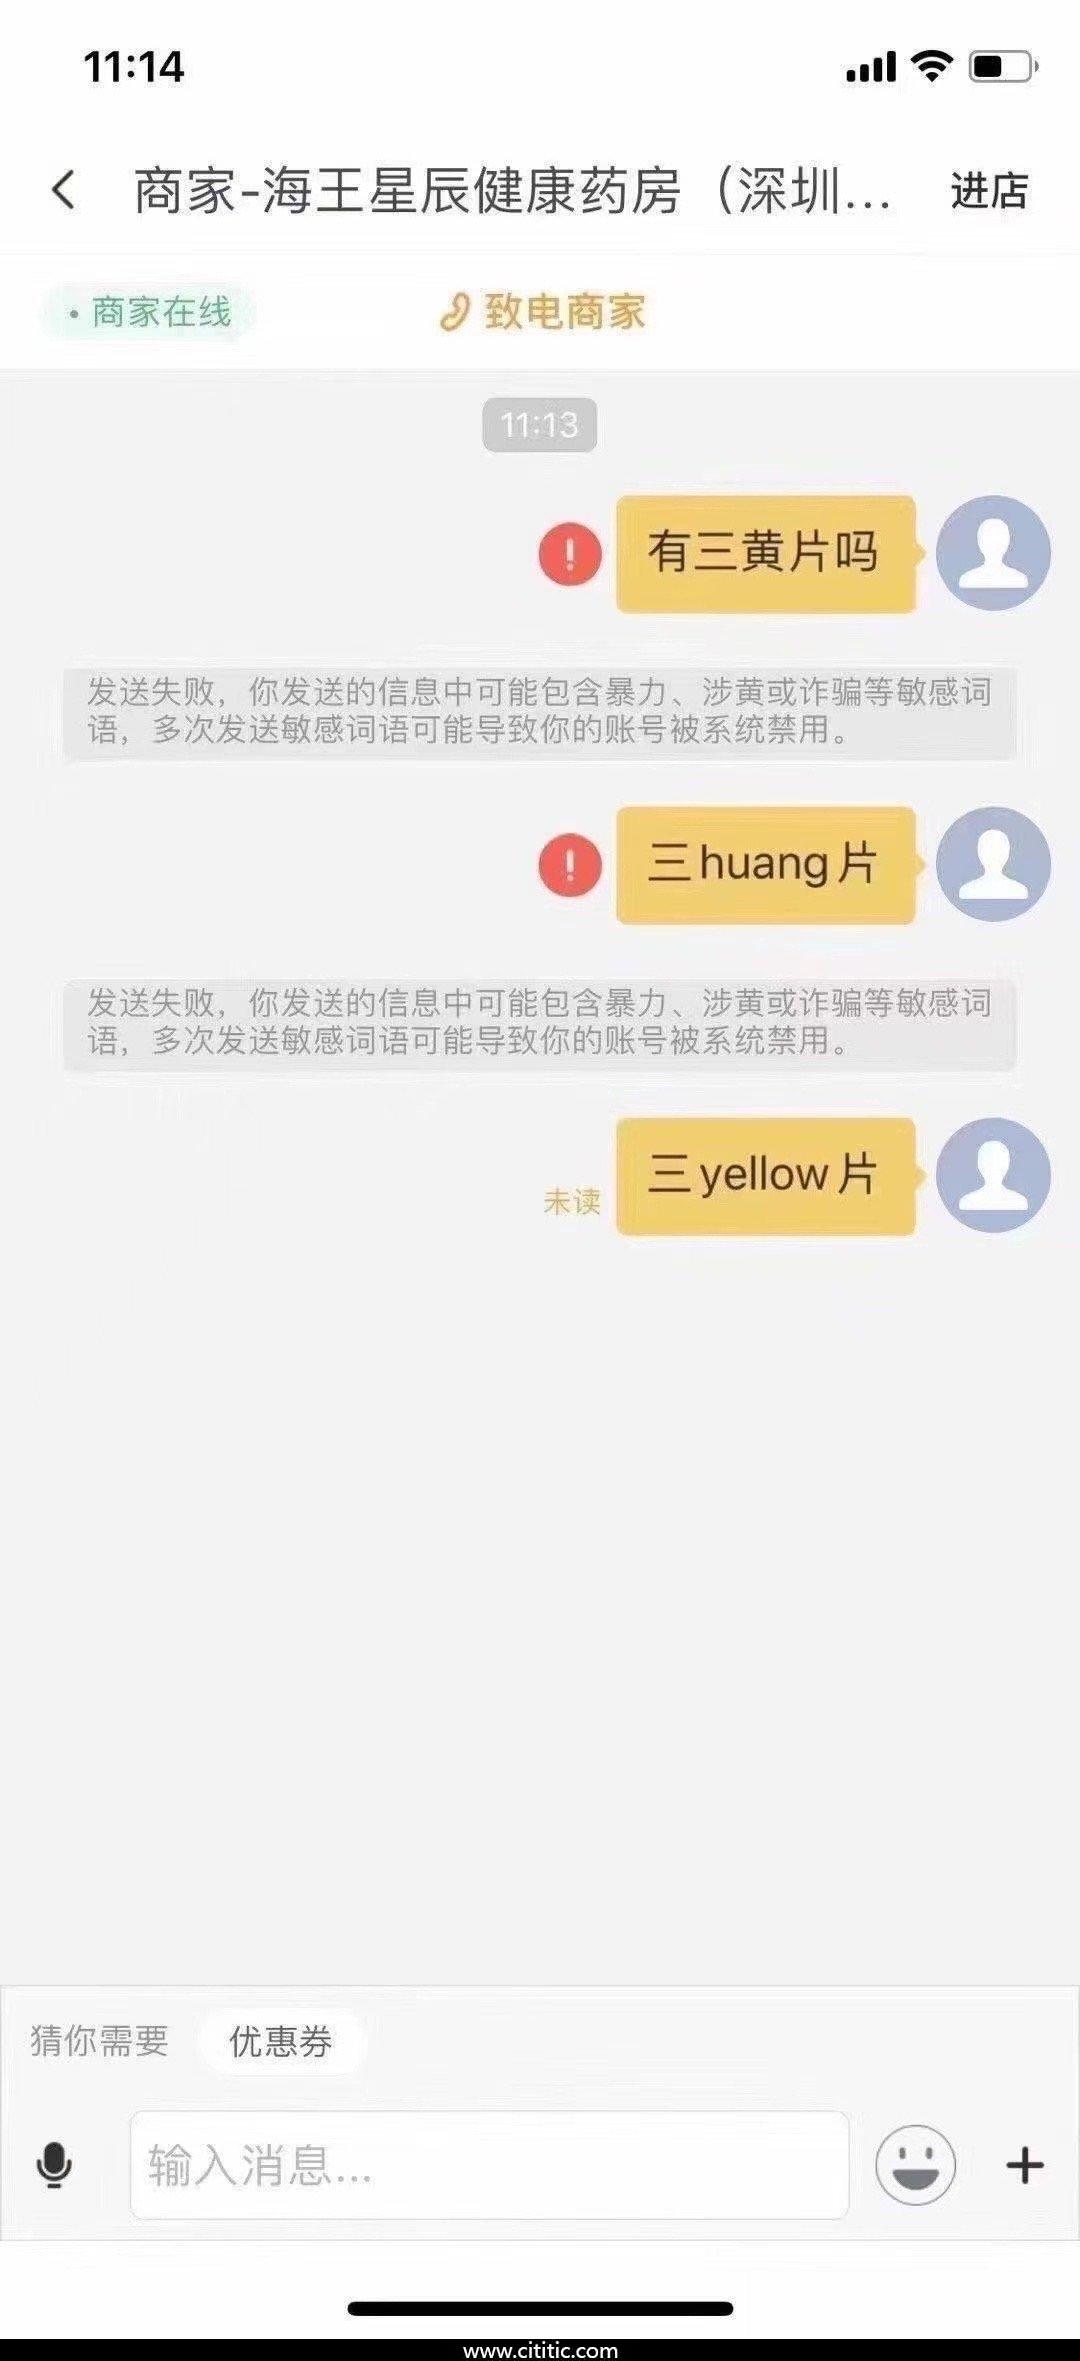 11:14
商家-海王星辰健康药房（深圳... 进店
· 商家在线 致电商家
11:13
有三黄片吗
发送失败，你发送的信息中可能包含暴力、涉黄或诈骗等敏感词
语，多次发送敏感词语可能导致你的账号被系统禁用。
三huang片
发送失败，你发送的信息中可能包含暴力、涉黄或诈骗等敏感词
语，多次发送敏感词语可能导致你的账号被系统禁用。
三yellow片
未读
猜你需要 优惠券
输入消息...
www.cititic.com